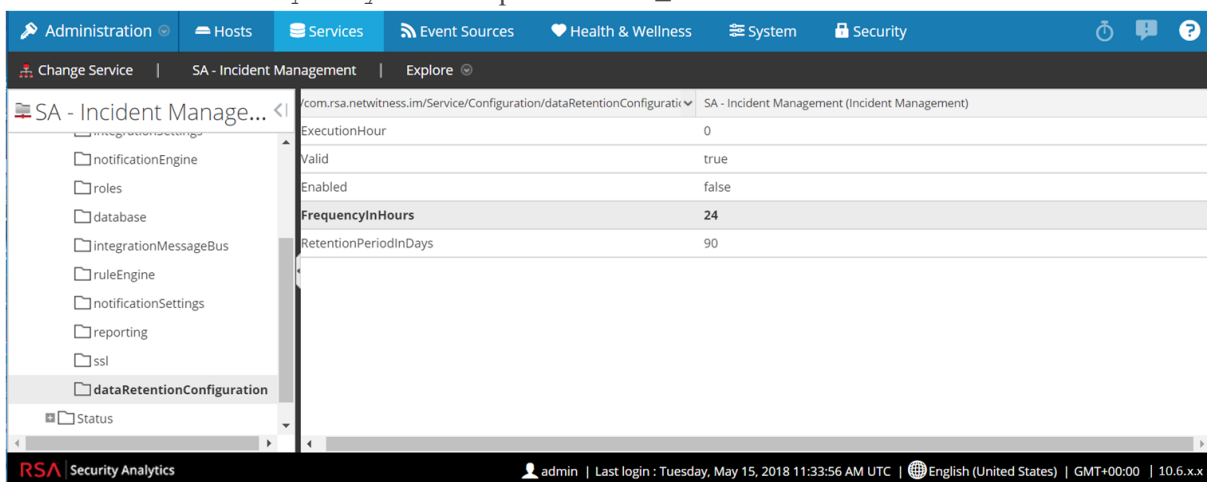 Administration Hosts Services Event Sources Health & Wellness System Security
Change Service | SA - Incident Management | Explore
SA - Incident Manage...
/com.rsa.netwitness.im/Service/Configuration/dataRetentionConfiguratic SA - Incident Management (Incident Management)
integrationSettings
ExecutionHour 0
notificationEngine
Valid true
roles
Enabled false
database
FrequencyInHours 24
integrationMessageBus
RetentionPeriodInDays 90
ruleEngine
notificationSettings
reporting
ssl
dataRetentionConfiguration
Status
RSA Security Analytics admin | Last login : Tuesday, May 15, 2018 11:33:56 AM UTC | English (United States) | GMT+00:00 | 10.6.x.x